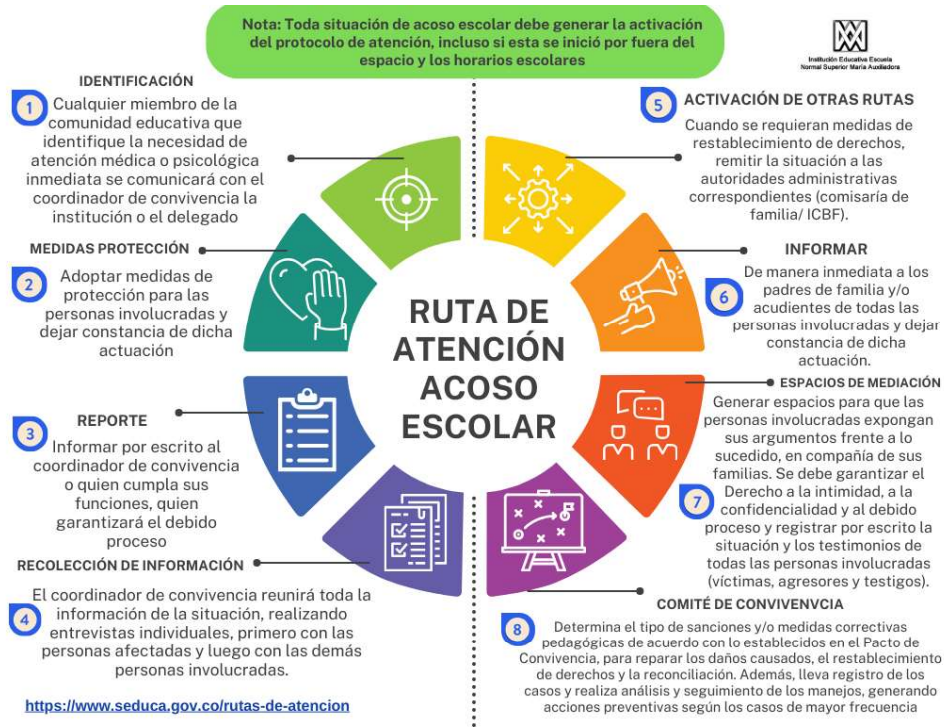 Nota: Toda situación de acoso escolar debe generar la activación
del protocolo de atención, incluso si esta se inició por fuera del
espacio y los horarios escolares
Institución Educativa Escuela
Normal Superior María Auxiliadora
IDENTIFICACIÓN
1
Cualquier miembro de la
comunidad educativa que
identifique la necesidad de
atención médica o psicológica
inmediata se comunicará con el
coordinador de convivencia la
institución o el delegado
MEDIDAS PROTECCIÓN
2
Adoptar medidas de
protección para las
personas involucradas y
dejar constancia de dicha
actuación
REPORTE
3
Informar por escrito al
coordinador de convivencia
o quien cumpla sus
funciones, quien
garantizará el debido
proceso
RECOLECCIÓN DE INFORMACIÓN
4
El coordinador de convivencia reunirá toda la
información de la situación, realizando
entrevistas individuales, primero con las
personas afectadas y luego con las demás
personas involucradas.
https://www.seduca.gov.co/rutas-de-atencion
RUTA DE
ATENCIÓN
ACOSO
ESCOLAR
5
ACTIVACIÓN DE OTRAS RUTAS
Cuando se requieran medidas de
restablecimiento de derechos,
remitir la situación a las
autoridades administrativas
correspondientes (comisaría de
familia/ ICBF).
INFORMAR
6
De manera inmediata a los
padres de familia y/o
acudientes de todas las
personas involucradas y dejar
constancia de dicha
actuación.
ESPACIOS DE MEDIACIÓN
7
Generar espacios para que las
personas involucradas expongan
sus argumentos frente a lo
sucedido, en compañía de sus
familias. Se debe garantizar el
Derecho a la intimidad, a la
confidencialidad y al debido
proceso y registrar por escrito la
situación y los testimonios de
todas las personas involucradas
(víctimas, agresores y testigos).
COMITÉ DE CONVIVENVCIA
8
Determina el tipo de sanciones y/o medidas correctivas
pedagógicas de acuerdo con lo establecidos en el Pacto de
Convivencia, para reparar los daños causados, el restablecimiento
de derechos y la reconciliación. Además, lleva registro de los
casos y realiza análisis y seguimiento de los manejos, generando
acciones preventivas según los casos de mayor frecuencia